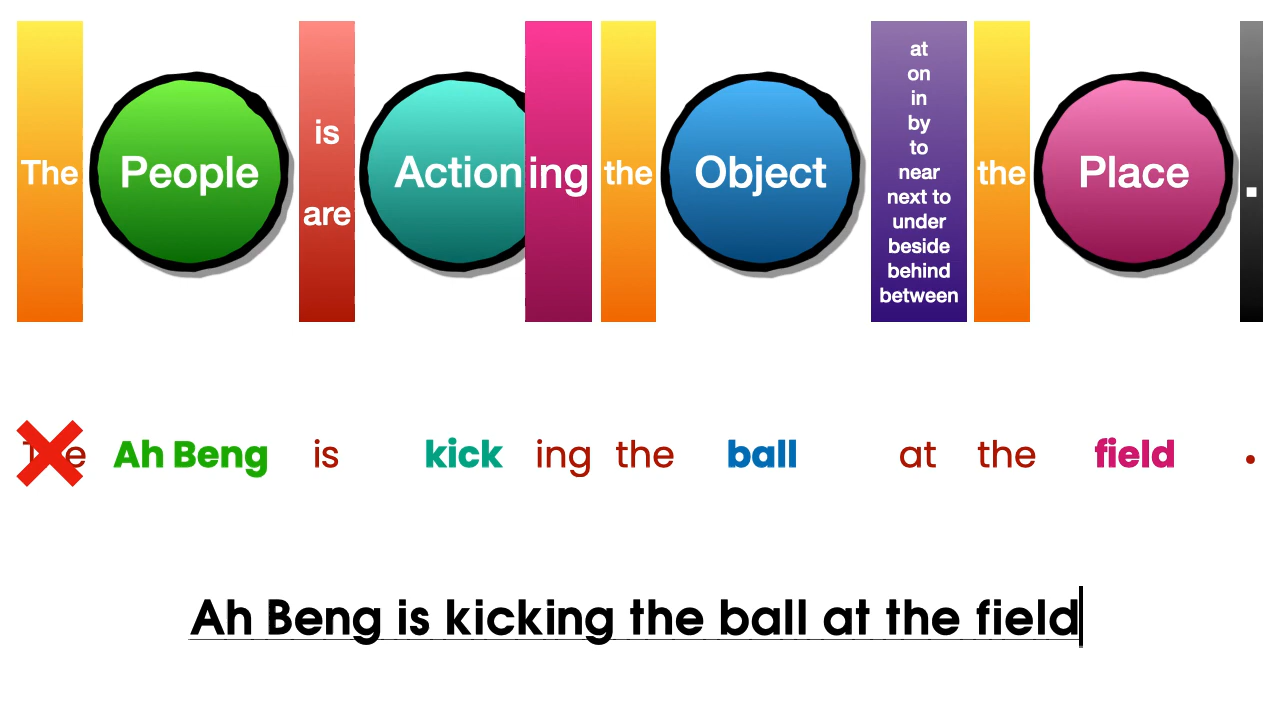 The People is are Action ing the Object at on in by to near next to under beside behind between the Place .
The Ah Beng is kick ing the ball at the field .
Ah Beng is kicking the ball at the field